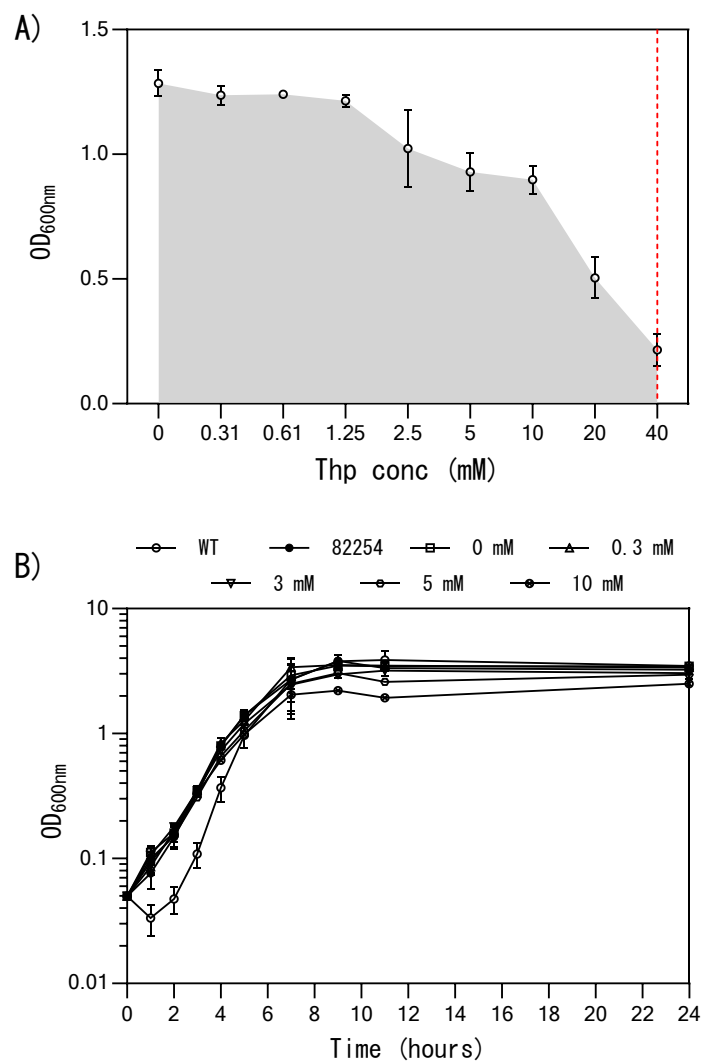 A)
1.5
1.0
0.5
0.0
OD600nm
0 0.31 0.61 1.25 2.5 5 10 20 40
Thp conc (mM)
WT 82254 0 mM 0.3 mM
3 mM 5 mM 10 mM
B)
10
1
0.1
0.01
OD600nm
0 2 4 6 8 10 12 14 16 18 20 22 24
Time (hours)